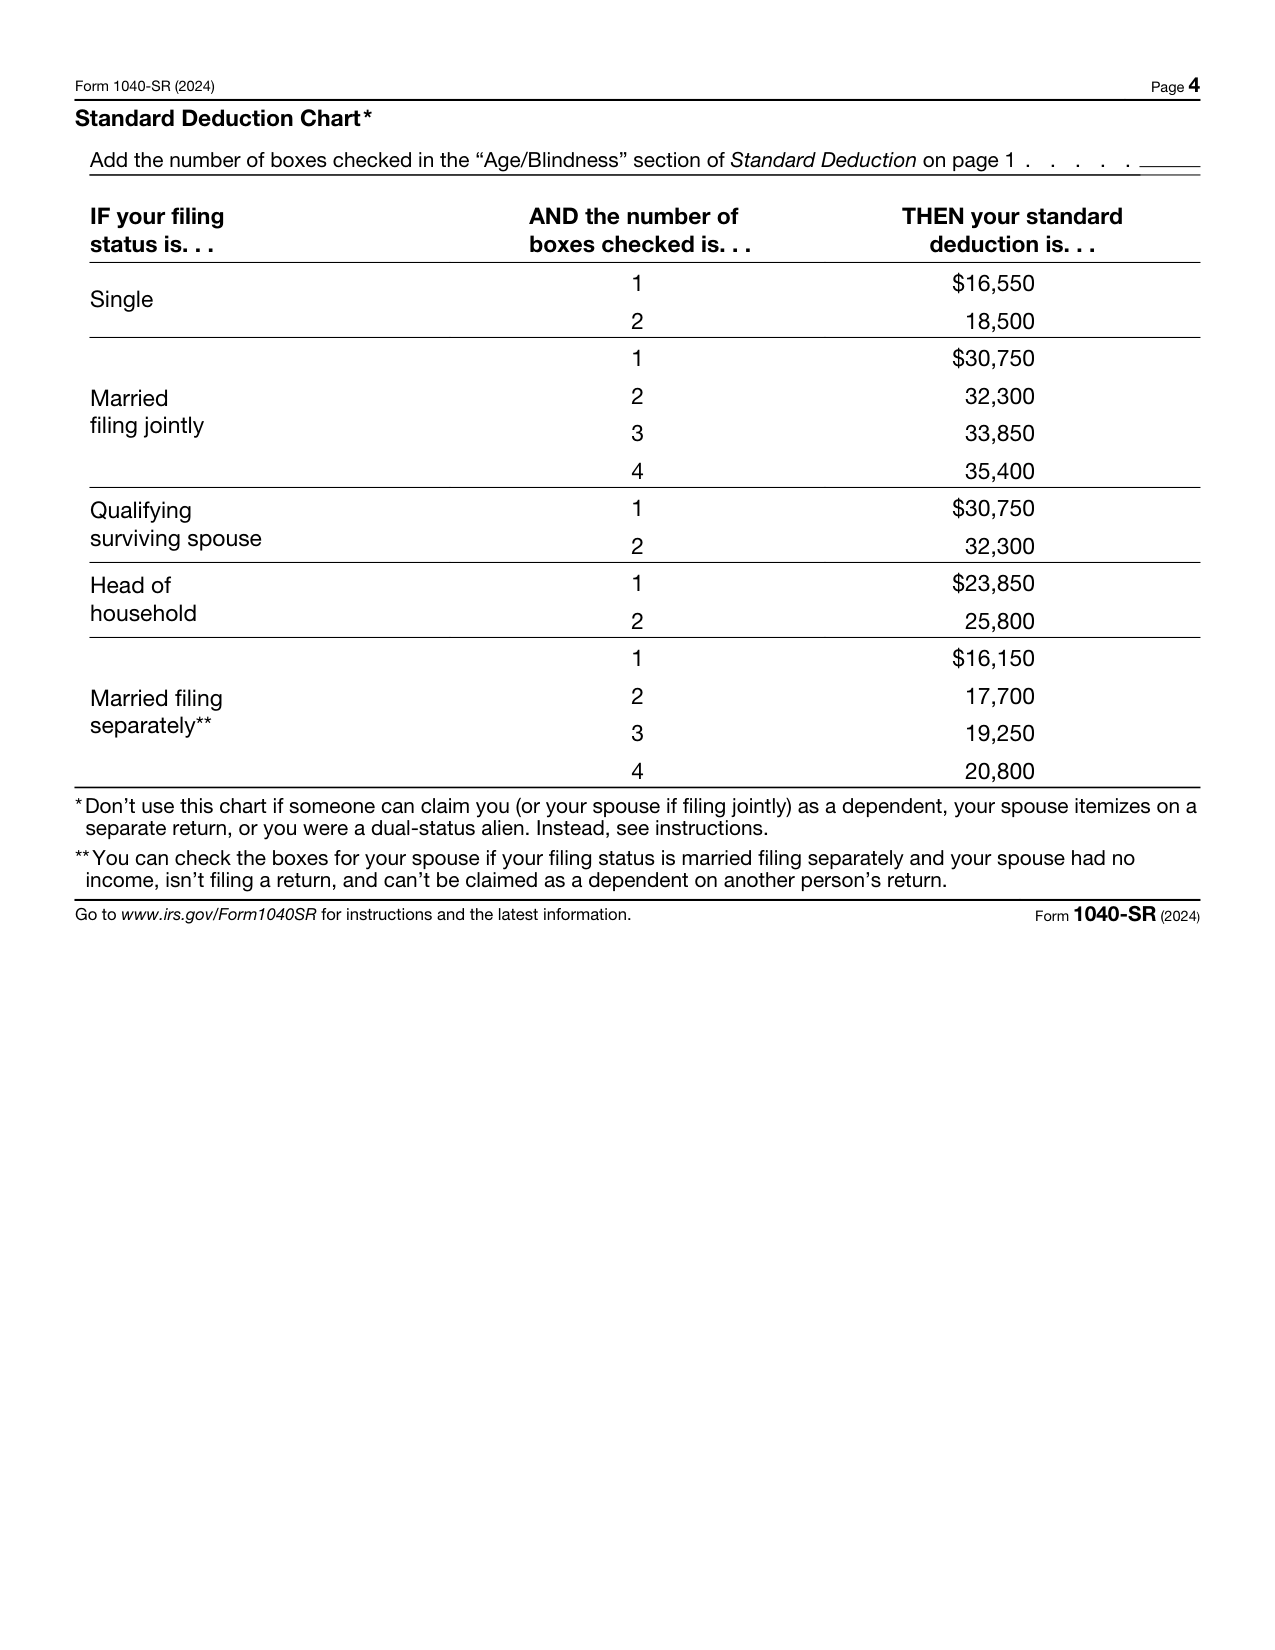 Form 1040-SR (2024) Page 4
Standard Deduction Chart*
Add the number of boxes checked in the “Age/Blindness” section of Standard Deduction on page 1 . . . . .
IF your filing status is. . . AND the number of boxes checked is. . . THEN your standard deduction is. . .
Single
1 $16,550
2 18,500
Married
filing jointly
1 $30,750
2 32,300
3 33,850
4 35,400
Qualifying
surviving spouse
1 $30,750
2 32,300
Head of
household
1 $23,850
2 25,800
Married filing
separately**
1 $16,150
2 17,700
3 19,250
4 20,800
* Don’t use this chart if someone can claim you (or your spouse if filing jointly) as a dependent, your spouse itemizes on a
separate return, or you were a dual-status alien. Instead, see instructions.
** You can check the boxes for your spouse if your filing status is married filing separately and your spouse had no
income, isn’t filing a return, and can’t be claimed as a dependent on another person’s return.
Go to www.irs.gov/Form1040SR for instructions and the latest information. Form 1040-SR (2024)